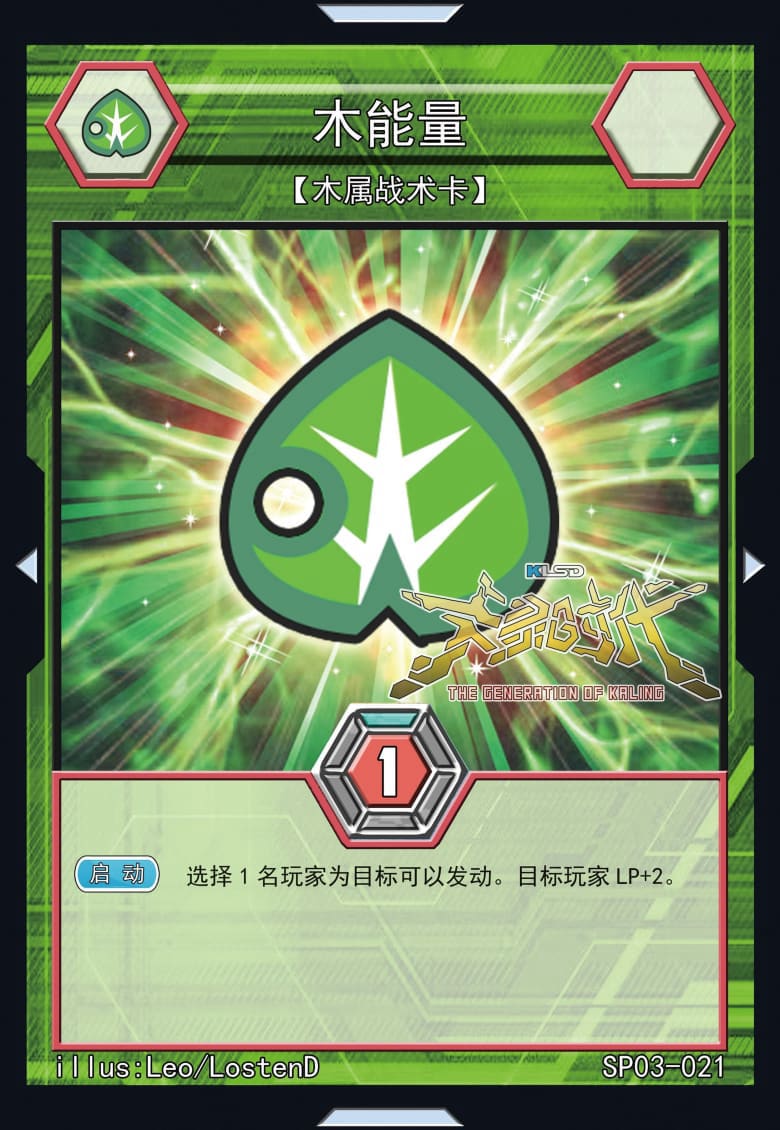 木能量
【木属战术卡】
KLSD
THE GENERATION OF KALING
1
启动 选择1名玩家为目标可以发动。目标玩家LP+2。
illus:Leo/LostenD
SP03-021